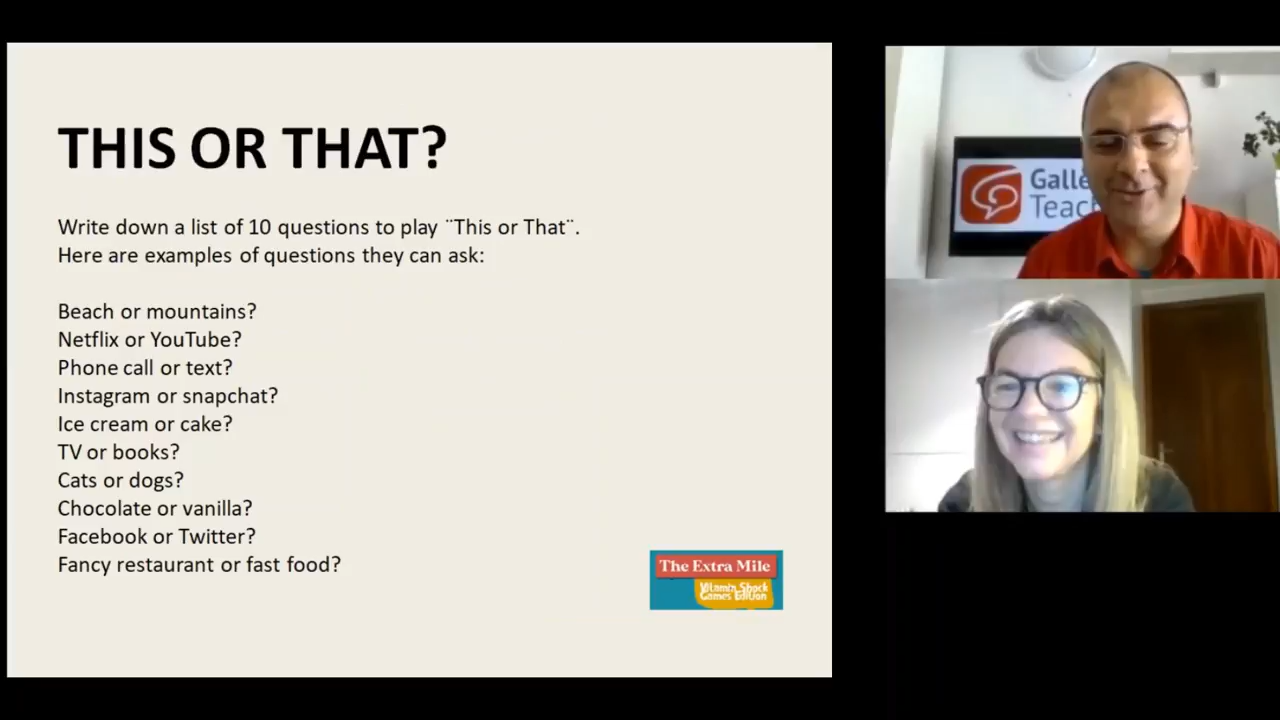 THIS OR THAT?
Write down a list of 10 questions to play ¨This or That¨.
Here are examples of questions they can ask:
Beach or mountains?
Netflix or YouTube?
Phone call or text?
Instagram or snapchat?
Ice cream or cake?
TV or books?
Cats or dogs?
Chocolate or vanilla?
Facebook or Twitter?
Fancy restaurant or fast food?
The Extra Mile
Vitamin Shock
Games Edition
Galle
Teac